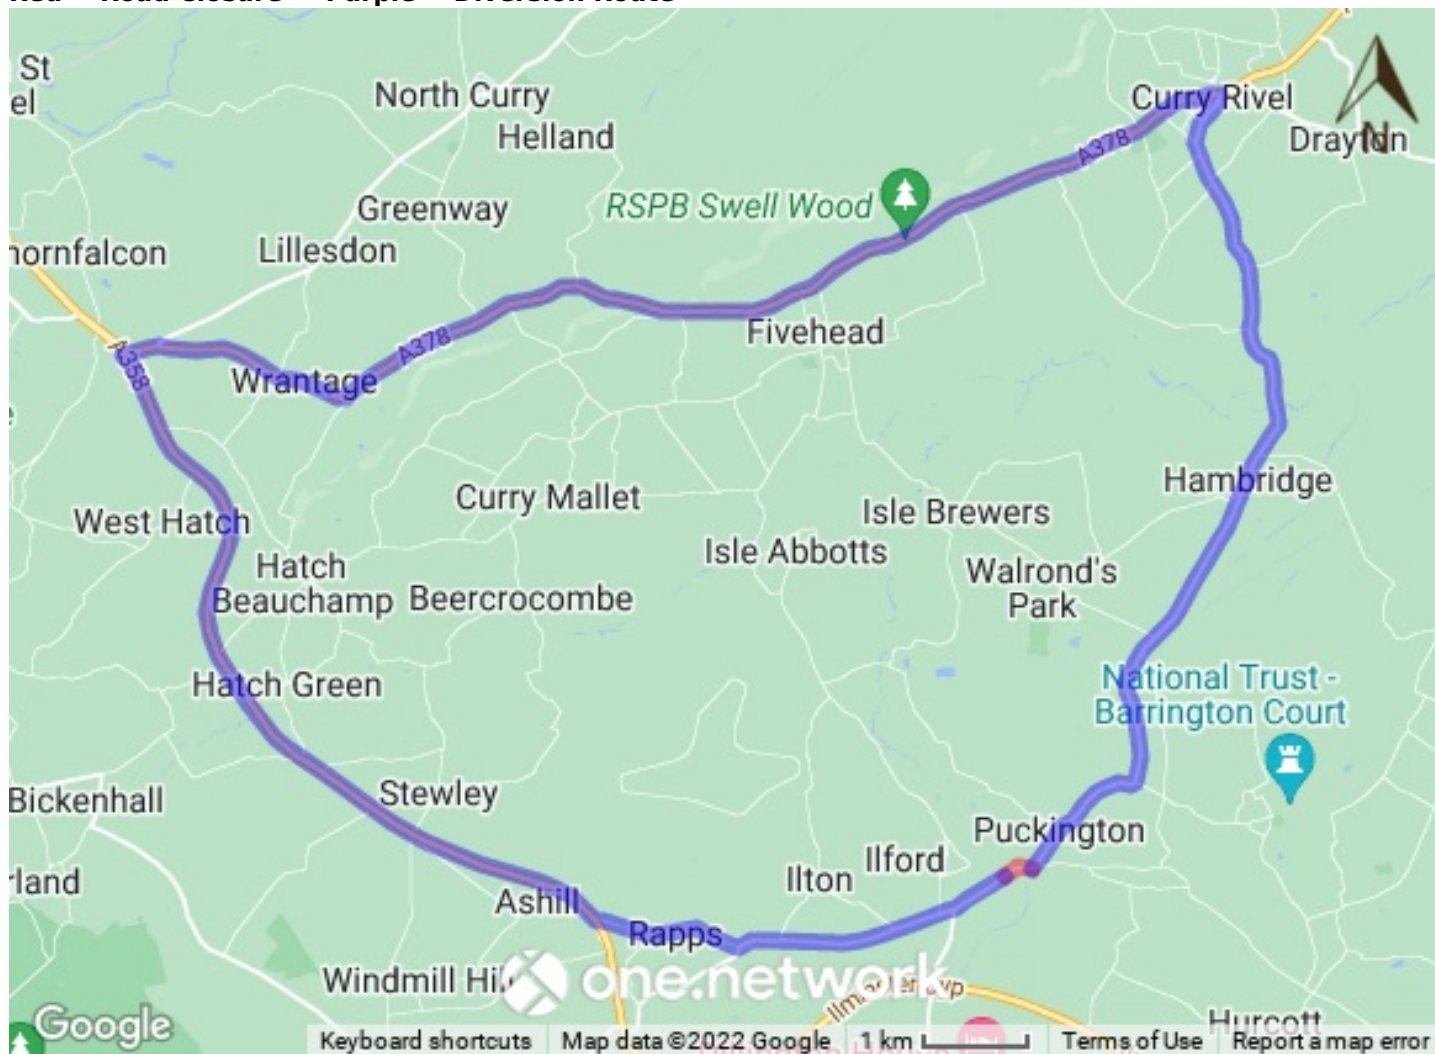 St
el
North Curry
Helland
Curry Rivel
Drayton
N
A378
Greenway
RSPB Swell Wood
hornfalcon
Lillesdon
A358
A378
Fivehead
Wrantage
Hambridge
Curry Mallet
Isle Brewers
West Hatch
Isle Abbotts
Hatch
Beauchamp
Beercrocombe
Walrond's
Park
Hatch Green
National Trust -
Barrington Court
Bickenhall
Stewley
Puckington
Ilford
Ilton
rland
Ashill
Rapps
Windmill Hil
one.network
Google
Hurcott
Keyboard shortcuts
Map data ©2022 Google
1 km
Terms of Use
Report a map error